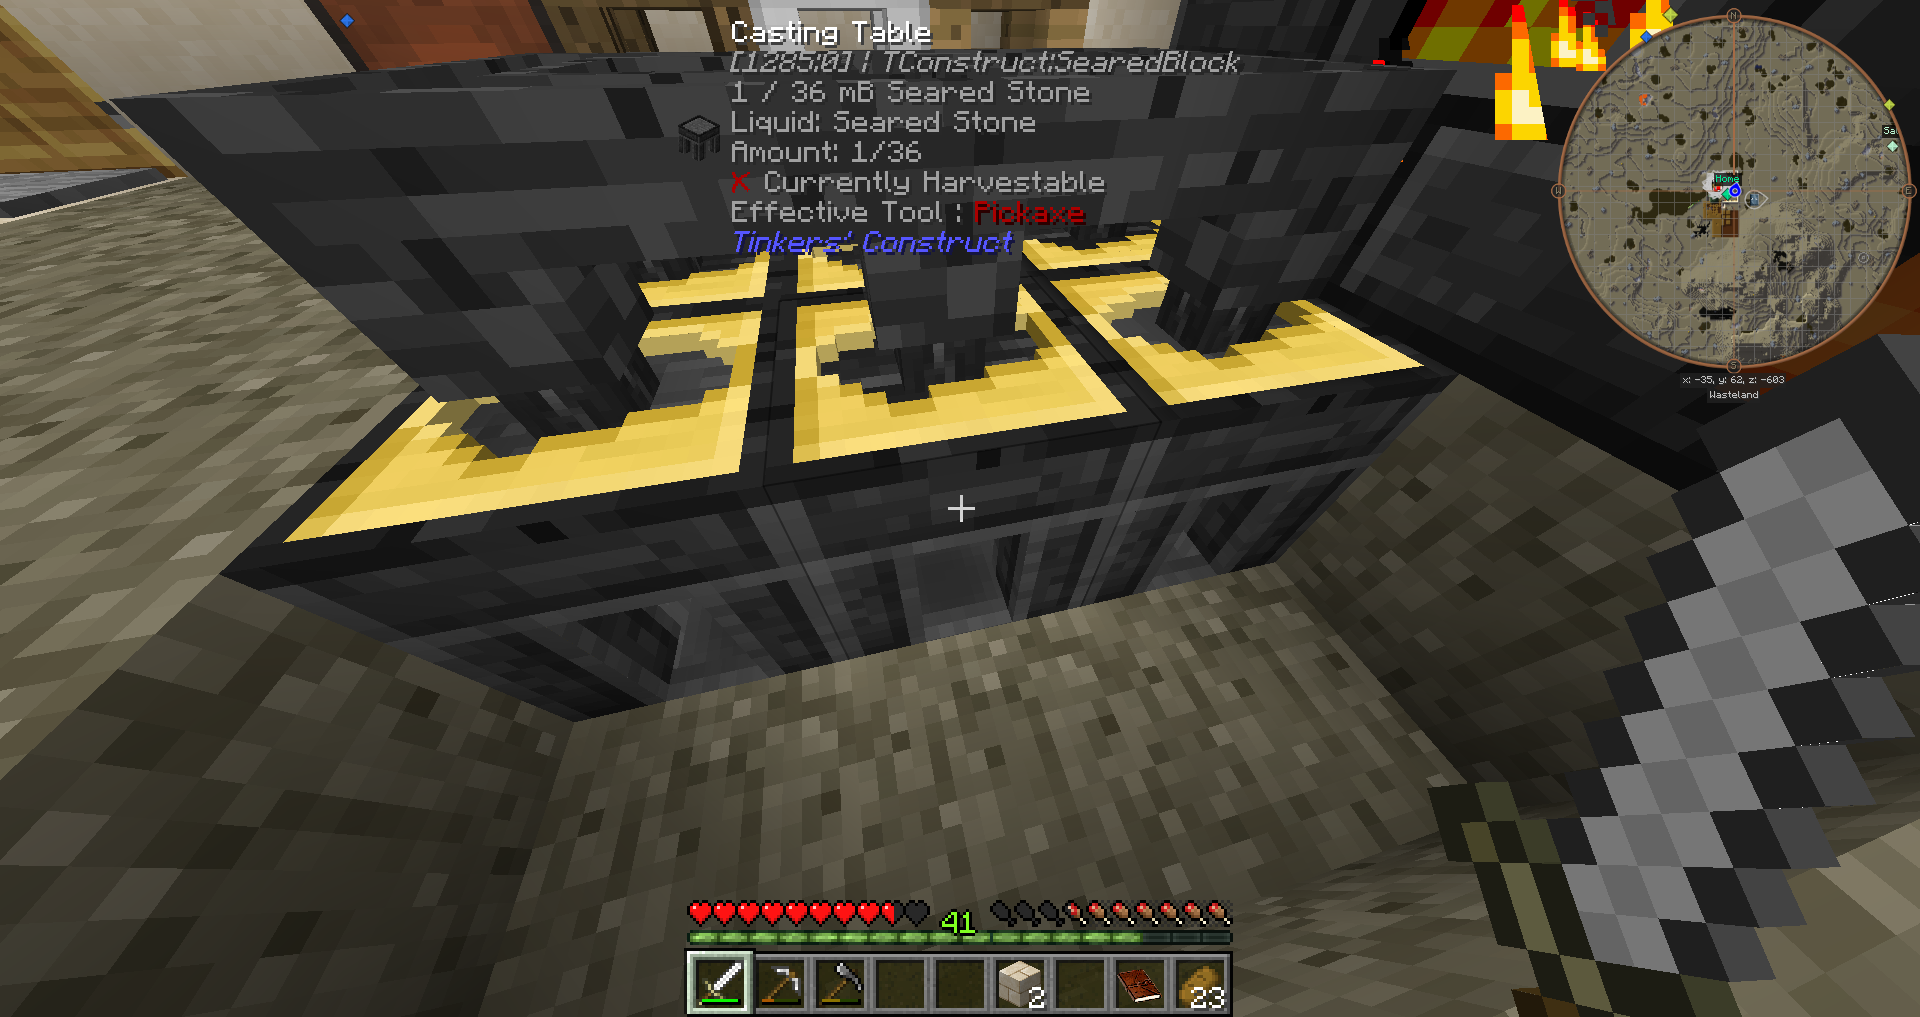 Casting Table
[1285:0] | TConstruct:SearedBlock
1 / 36 mB Seared Stone
Liquid: Seared Stone
Amount: 1/36
X Currently Harvestable
Effective Tool : Pickaxe
Tinkers' Construct
N
W
E
S
Home
x: -35, y: 62, z: -603
Wasteland
41
2
23